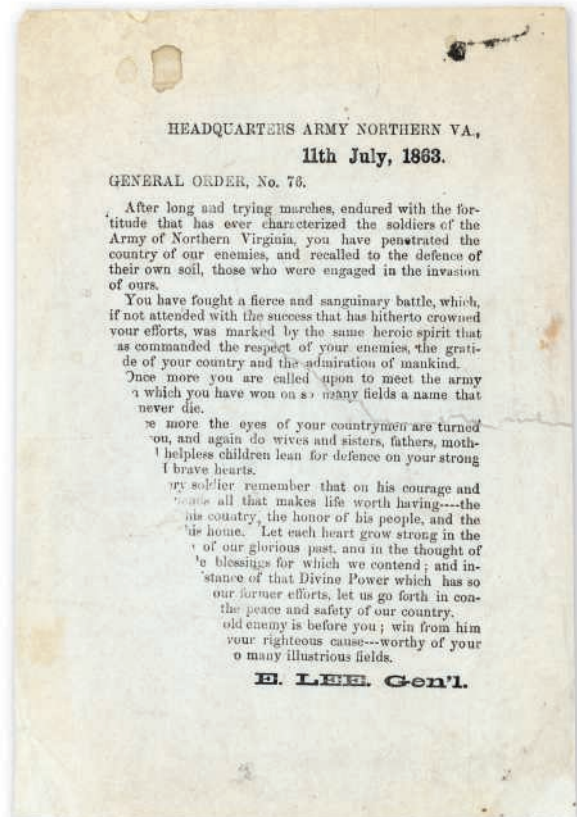 HEADQUARTERS ARMY NORTHERN VA.,
11th July, 1863.
GENERAL ORDER, No. 76.
After long and trying marches, endured with the for-
titude that has ever characterized the soldiers of the
Army of Northern Virginia, you have penetrated the
country of our enemies, and recalled to the defence of
their own soil, those who were engaged in the invasion
of ours.
You have fought a fierce and sanguinary battle, which,
if not attended with the success that has hitherto crowned
your efforts, was marked by the same heroic spirit that
as commanded the respect of your enemies, the grati-
de of your country and the admiration of mankind.
Once more you are called upon to meet the army
which you have won on so many fields a name that
never die.
more the eyes of your countrymen are turned
ou, and again do wives and sisters, fathers, moth-
helpless children lean for defence on your strong
brave hearts.
ry soldier remember that on his courage and
all that makes life worth having----the
his country, the honor of his people, and the
his home. Let each heart grow strong in the
of our glorious past, and in the thought of
e blessings for which we contend; and in-
stance of that Divine Power which has so
our former efforts, let us go forth in con-
the peace and safety of our country.
old enemy is before you; win from him
your righteous cause---worthy of your
o many illustrious fields.
E. LEE. Gen'l.